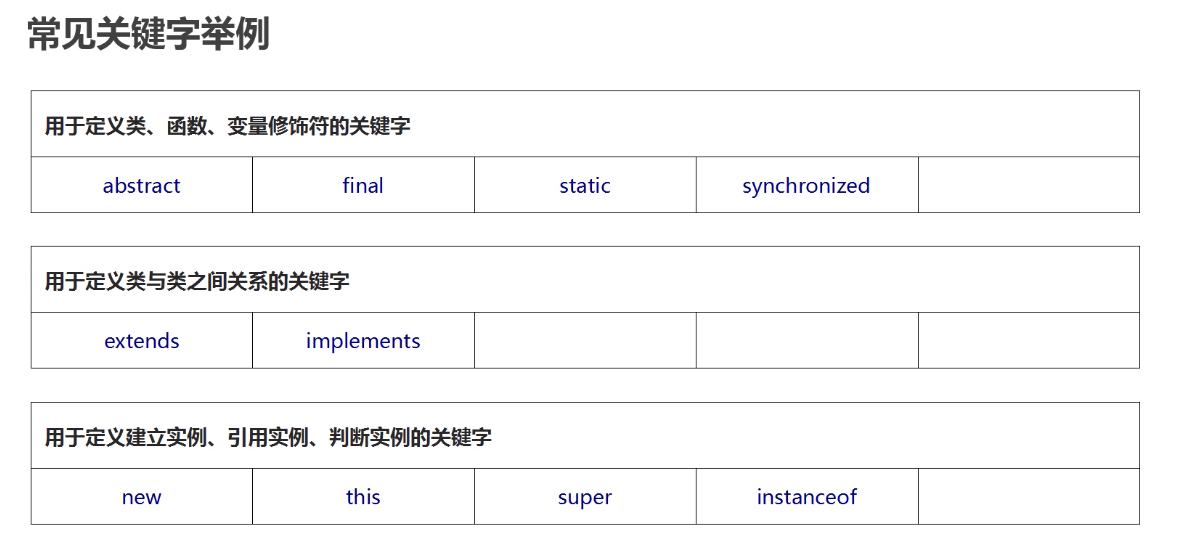 常见关键字举例
用于定义类、函数、变量修饰符的关键字
abstract final static synchronized
用于定义类与类之间关系的关键字
extends implements
用于定义建立实例、引用实例、判断实例的关键字
new this super instanceof